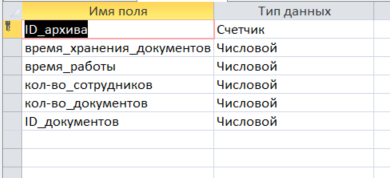 Имя поля Тип данных
ID_архива Счетчик
время_хранения_документов Числовой
время_работы Числовой
кол-во_сотрудников Числовой
кол-во_документов Числовой
ID_документов Числовой